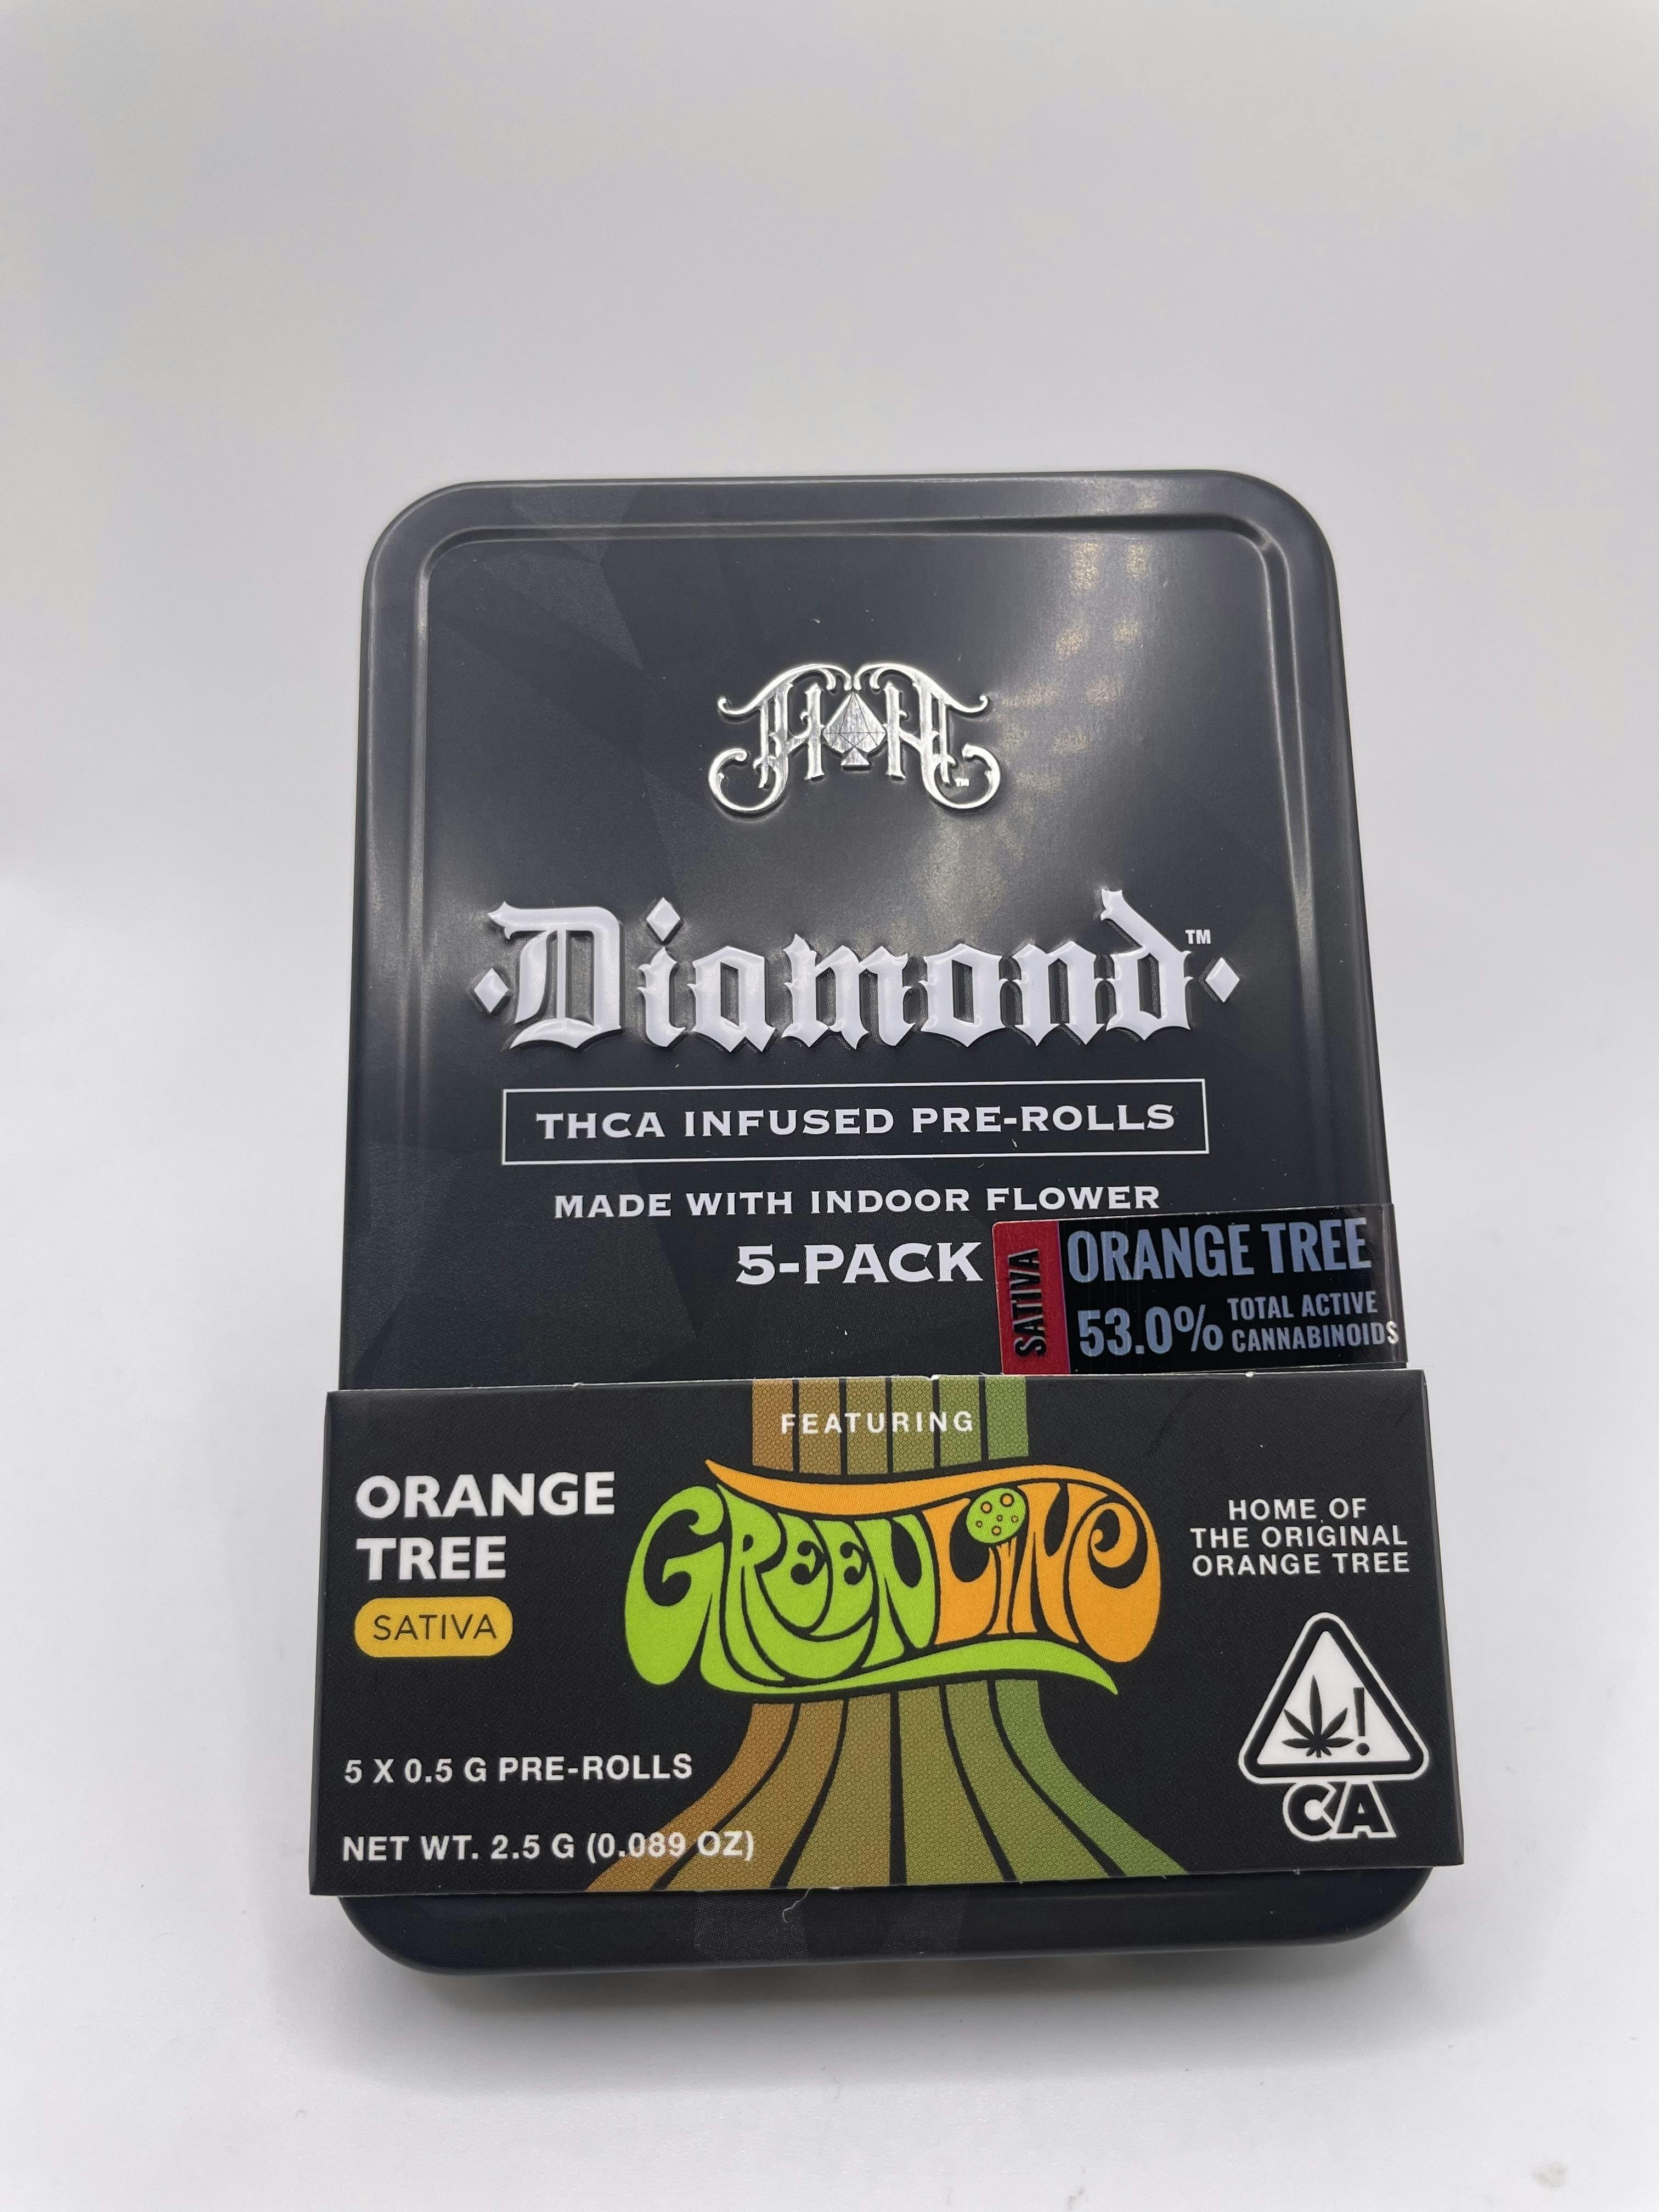 Diamond™
THCA INFUSED PRE-ROLLS
MADE WITH INDOOR FLOWER
5-PACK
SATIVA
ORANGE TREE
53.0% TOTAL ACTIVE
CANNABINOIDS
FEATURING
ORANGE
TREE
SATIVA
GREENLINE
HOME OF
THE ORIGINAL
ORANGE TREE
5 X 0.5 G PRE-ROLLS
NET WT. 2.5 G (0.089 OZ)
!
CA